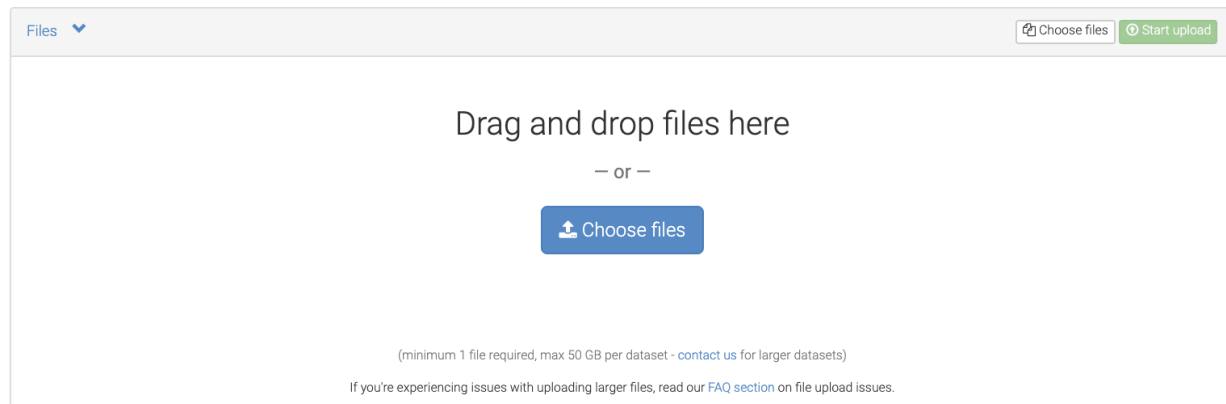 Files
Choose files
Start upload
Drag and drop files here
— or —
Choose files
(minimum 1 file required, max 50 GB per dataset - contact us for larger datasets)
If you're experiencing issues with uploading larger files, read our FAQ section on file upload issues.